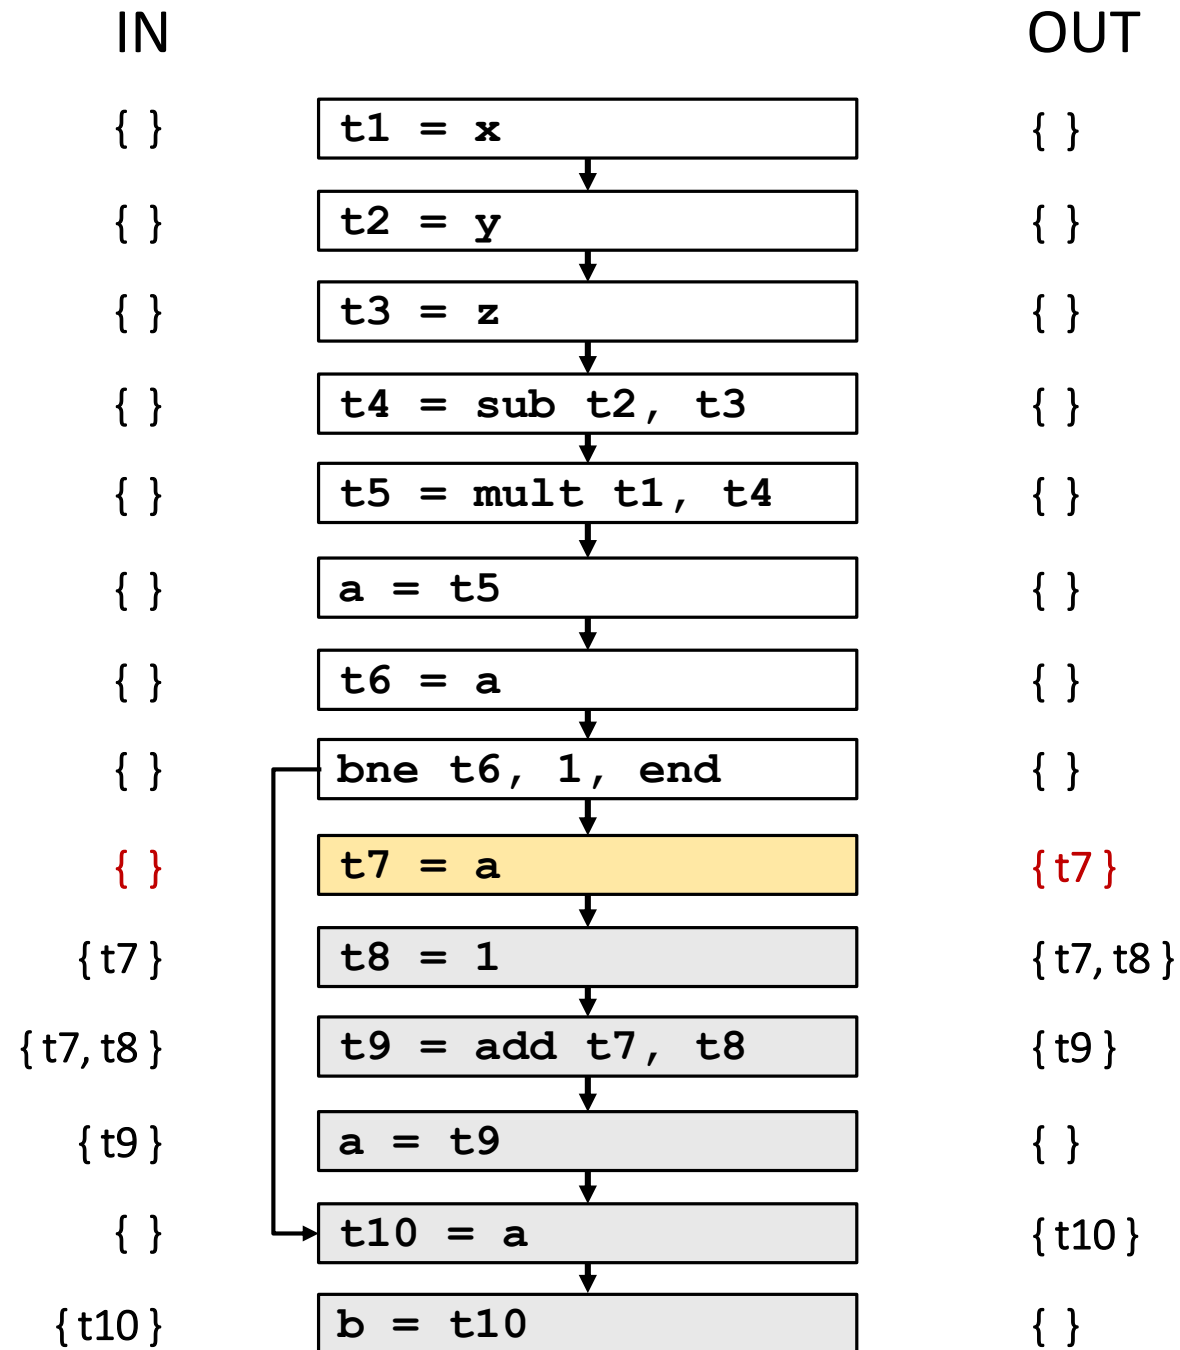 IN OUT
{ } t1 = x { }
{ } t2 = y { }
{ } t3 = z { }
{ } t4 = sub t2, t3 { }
{ } t5 = mult t1, t4 { }
{ } a = t5 { }
{ } t6 = a { }
{ } bne t6, 1, end { }
{ } t7 = a { t7 }
{ t7 } t8 = 1 { t7, t8 }
{ t7, t8 } t9 = add t7, t8 { t9 }
{ t9 } a = t9 { }
{ } t10 = a { t10 }
{ t10 } b = t10 { }